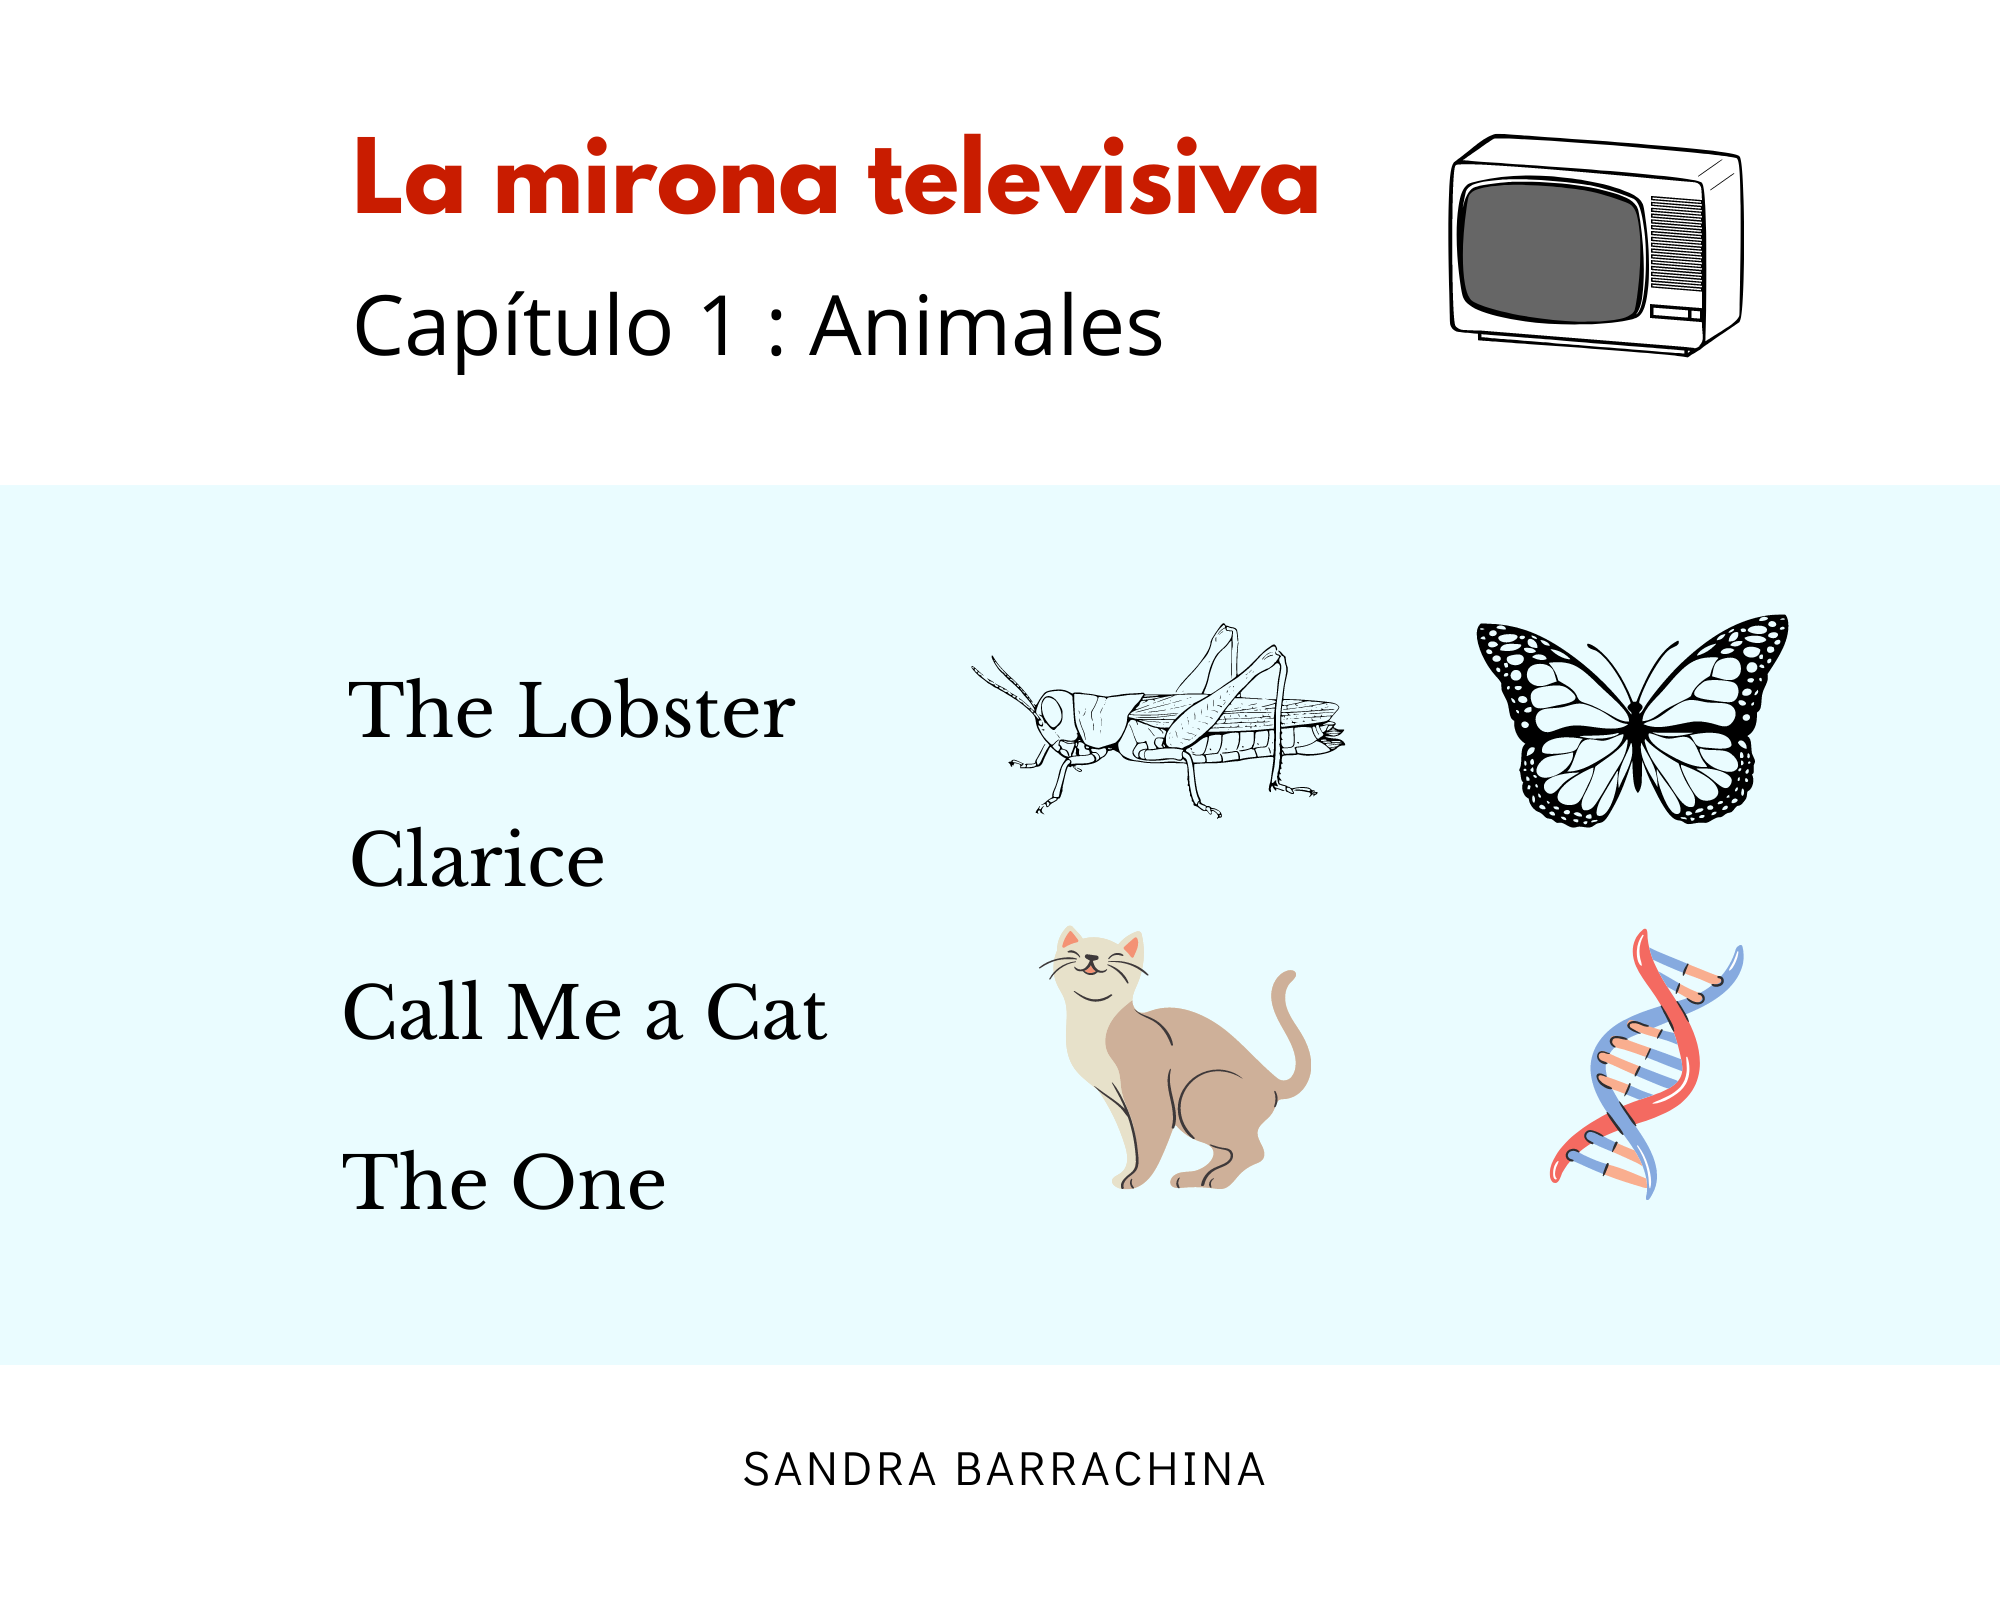 La mirona televisiva
Capítulo 1 : Animales
The Lobster
Clarice
Call Me a Cat
The One
SANDRA BARRACHINA